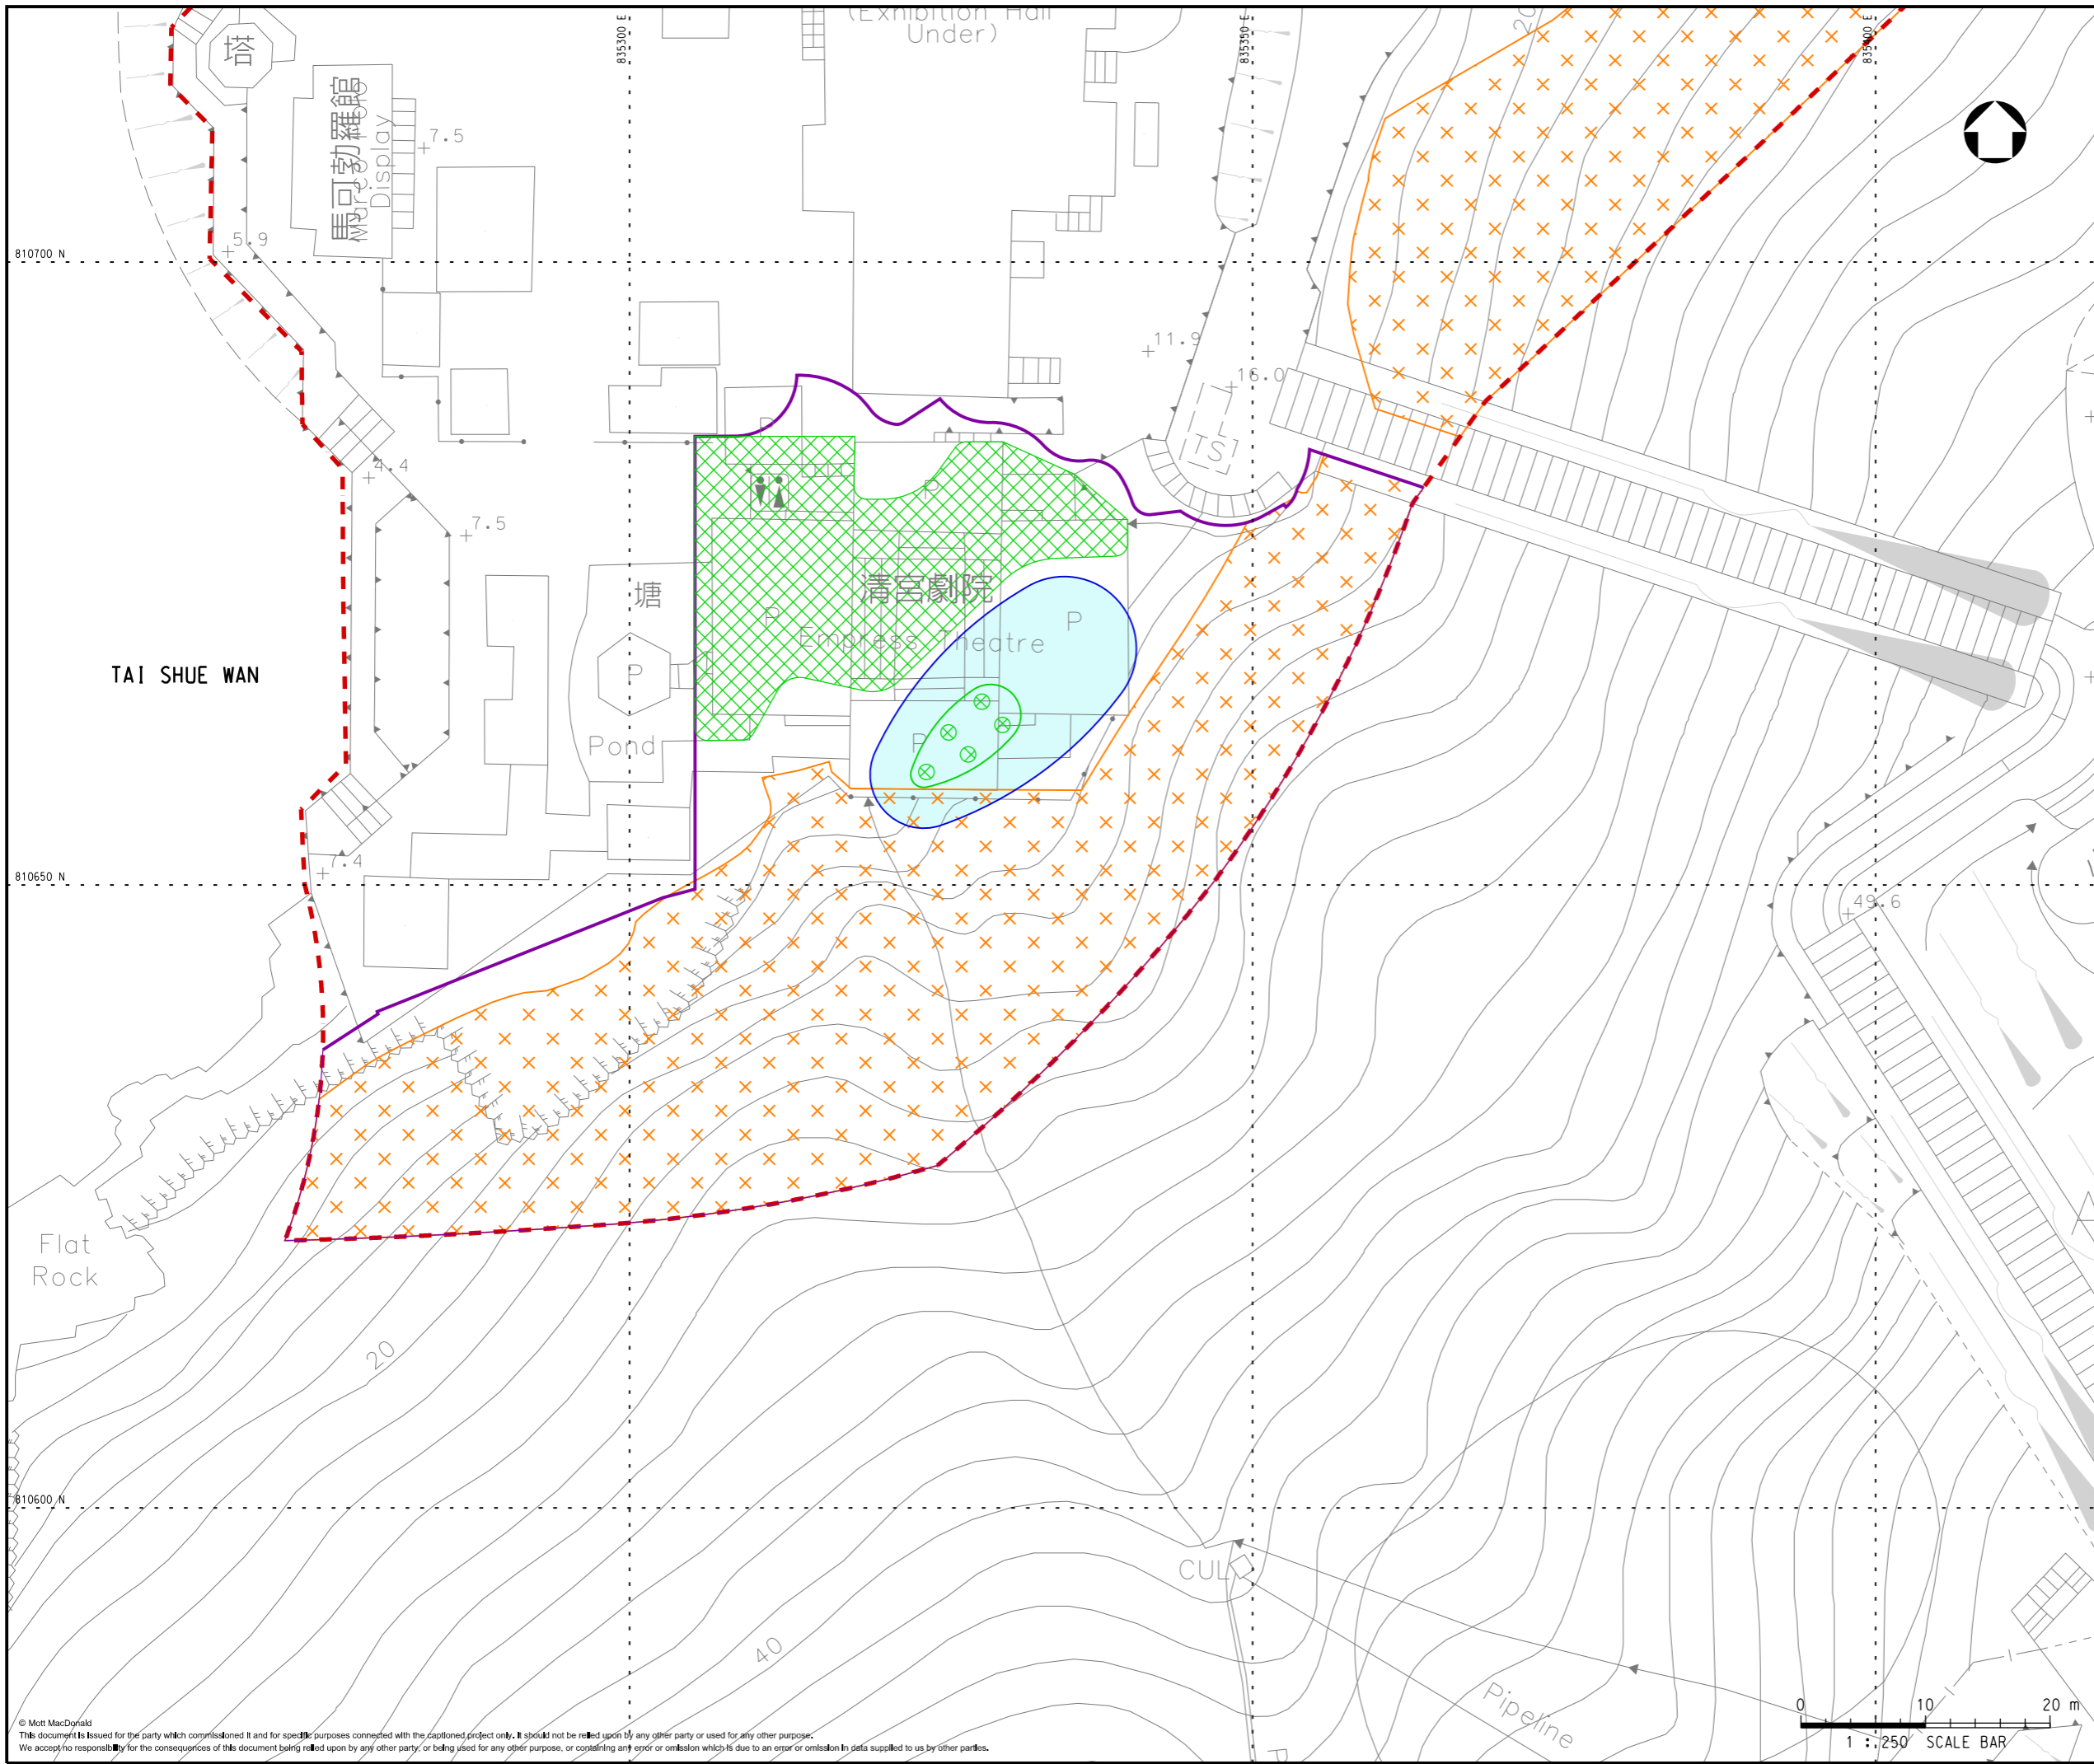 (Exhibition Hall
Under)
835300 E
835350 E
20
塔
馬可勃羅館
Marco Polo
Display
7.5
5.9
810700 N
11.9
16.0
TS
P
P
4.4
7.5
塘
清宮劇院
P
P
Empress Theatre
P
TAI SHUE WAN
Pond
P
7.4
810650 N
49.6
Flat
Rock
20
810600 N
CUL
40
Pipeline
0 10 20 m
1 : 250 SCALE BAR
© Mott MacDonald
This document is issued for the party which commissioned it and for specific purposes connected with the captioned project only. It should not be relied upon by any other party or used for any other purpose.
We accept no responsibility for the consequences of this document being relied upon by any other party, or being used for any other purpose, or containing any error or omission which is due to an error or omission in data supplied to us by other parties.